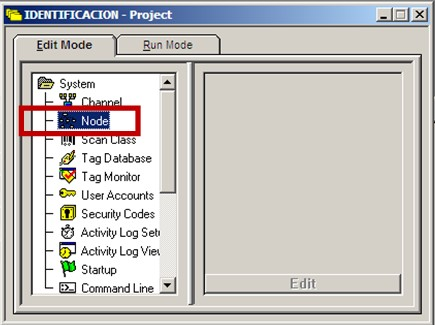 IDENTIFICACION - Project
Edit Mode
Run Mode
System
Channel
Node
Scan Class
Tag Database
Tag Monitor
User Accounts
Security Codes
Activity Log Setu
Activity Log View
Startup
Command Line
Edit